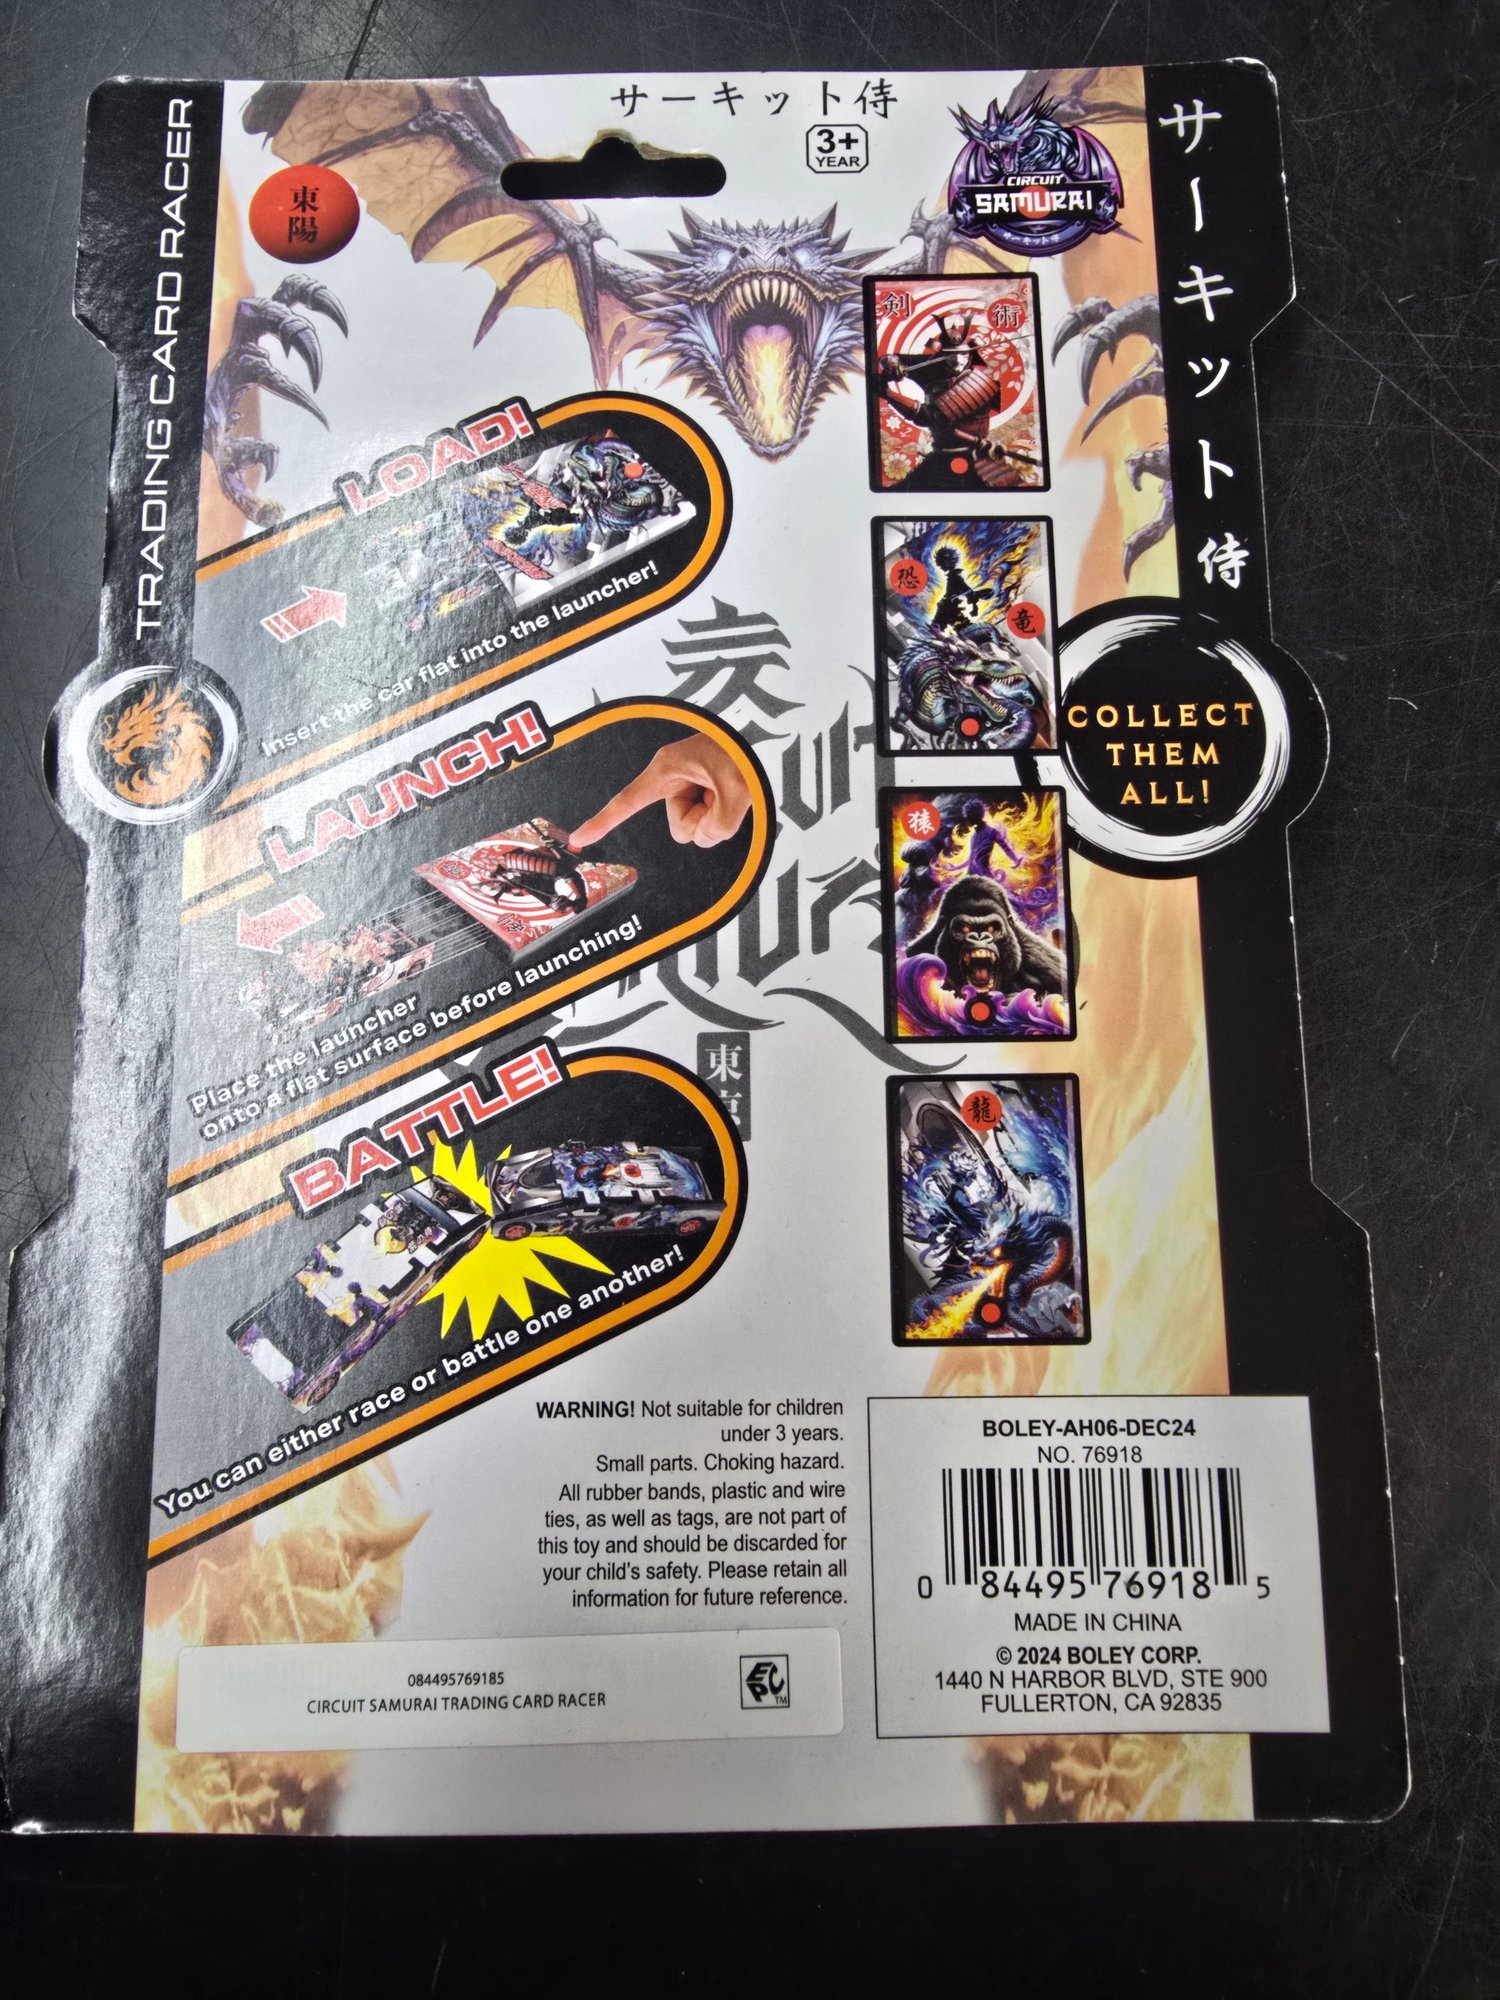 サーキット侍
3+
YEAR
東陽
CIRCUIT
SAMURAI
サーキット侍
TRADING CARD RACER
サーキット侍
LOAD!
Insert the car flat into the launcher!
LAUNCH!
Place the launcher
onto a flat surface before launching!
BATTLE!
You can either race or battle one another!
剣
術
恐
竜
猿
龍
東京
COLLECT
THEM
ALL!
WARNING! Not suitable for children
under 3 years.
Small parts. Choking hazard.
All rubber bands, plastic and wire
ties, as well as tags, are not part of
this toy and should be discarded for
your child's safety. Please retain all
information for future reference.
084495769185
CIRCUIT SAMURAI TRADING CARD RACER
EPC
TM
BOLEY-AH06-DEC24
NO. 76918
0 84495 76918 5
MADE IN CHINA
© 2024 BOLEY CORP.
1440 N HARBOR BLVD, STE 900
FULLERTON, CA 92835